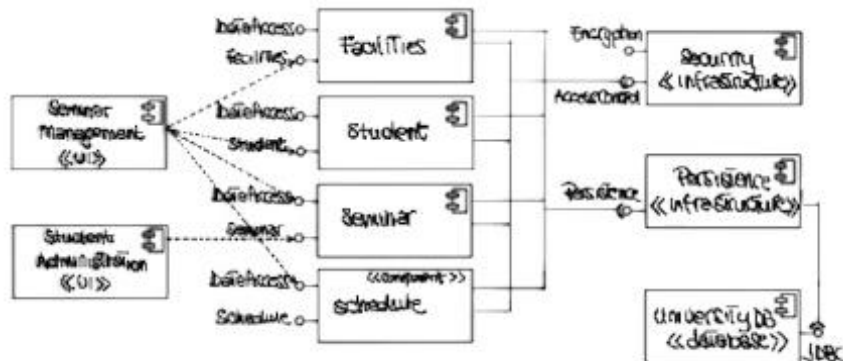 DataAccess
Facilities
Facilities
Encryption
Security
<<infrastructure>>
AccessControl
Seminar
Management
<<UI>>
DataAccess
Student
Student
DataAccess
Seminar
Seminar
Persistence
Persistence
<<infrastructure>>
Student
Administration
<<UI>>
DataAccess
Schedule
<<component>>
Schedule
University DB
<<database>>
JDBC